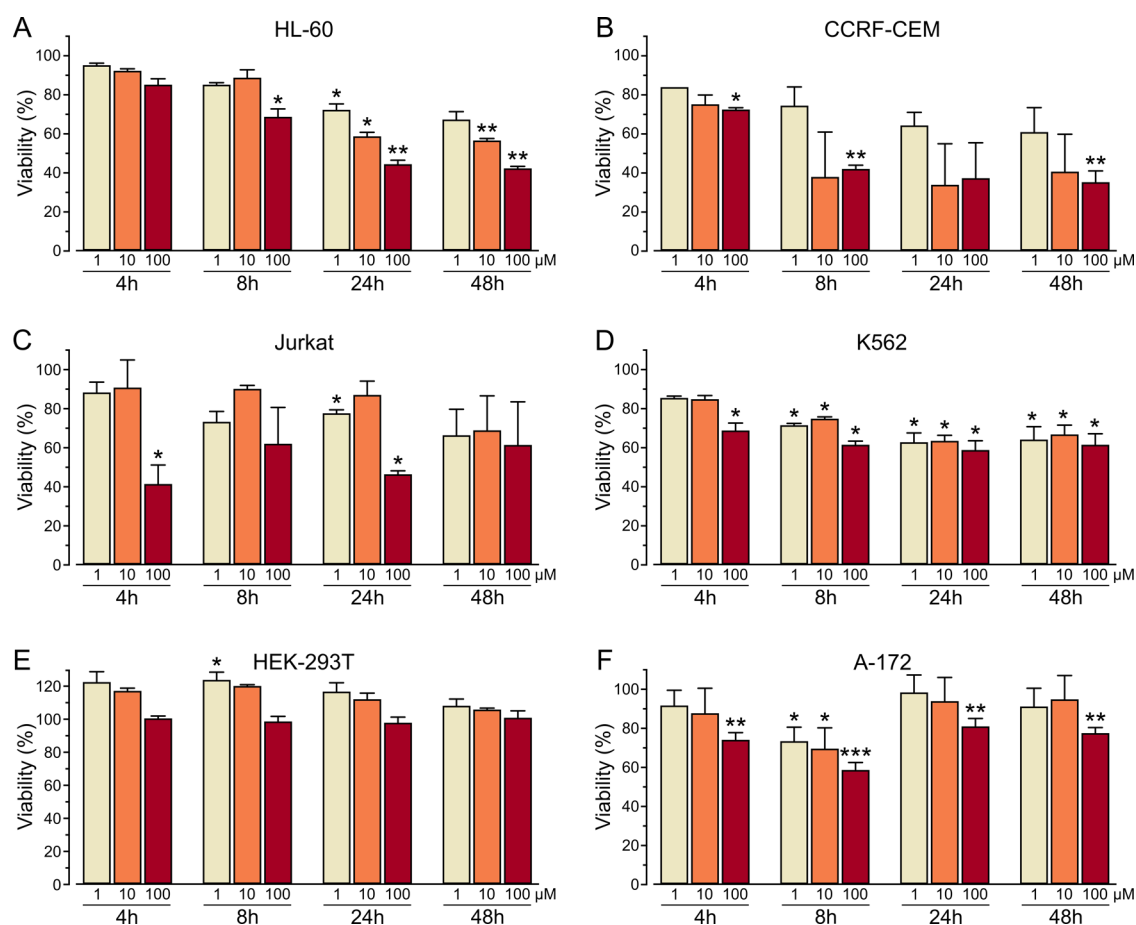 A HL-60
Viability (%)
100
80
60
40
20
0
* * * ** ** **
1 10 100 1 10 100 1 10 100 1 10 100 µM
4h 8h 24h 48h
B CCRF-CEM
Viability (%)
100
80
60
40
20
0
* ** **
1 10 100 1 10 100 1 10 100 1 10 100 µM
4h 8h 24h 48h
C Jurkat
Viability (%)
100
80
60
40
20
0
* * *
1 10 100 1 10 100 1 10 100 1 10 100 µM
4h 8h 24h 48h
D K562
Viability (%)
100
80
60
40
20
0
* * * * * * * * * *
1 10 100 1 10 100 1 10 100 1 10 100 µM
4h 8h 24h 48h
E HEK-293T
Viability (%)
120
100
80
60
40
20
0
*
1 10 100 1 10 100 1 10 100 1 10 100 µM
4h 8h 24h 48h
F A-172
Viability (%)
100
80
60
40
20
0
** * * *** ** **
1 10 100 1 10 100 1 10 100 1 10 100 µM
4h 8h 24h 48h